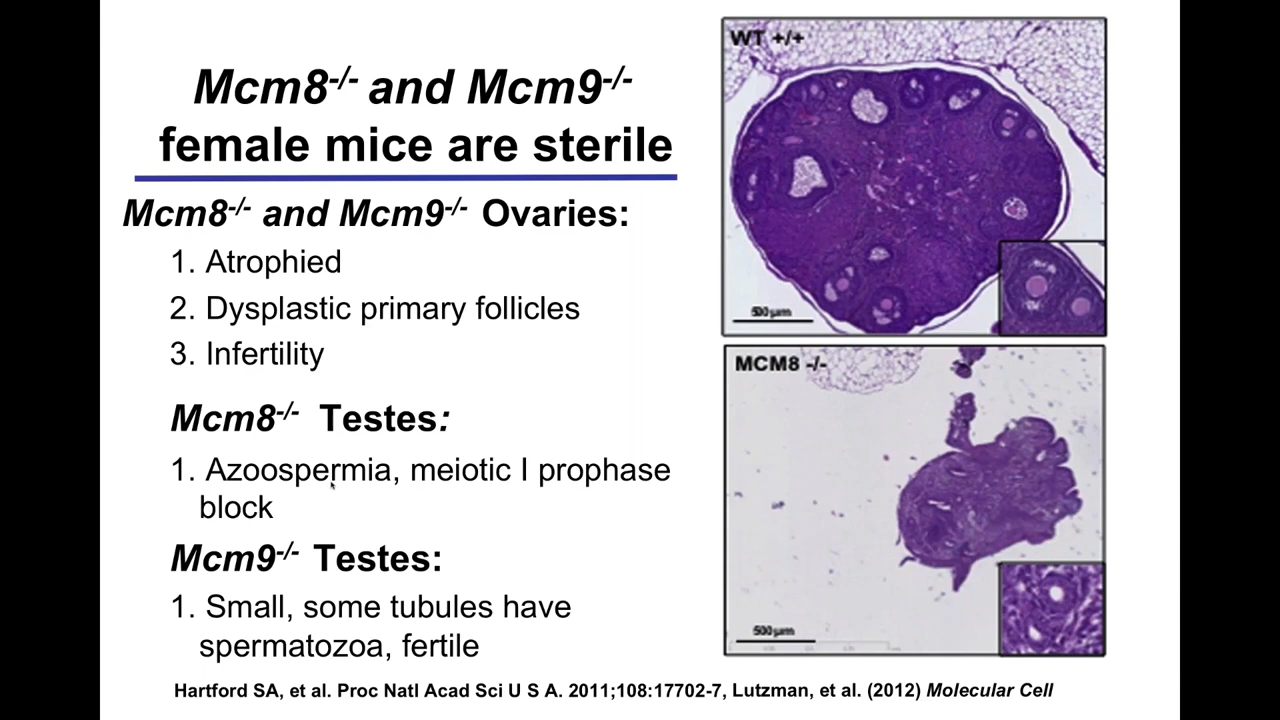 Mcm8-/- and Mcm9-/-
female mice are sterile
Mcm8-/- and Mcm9-/- Ovaries:
1. Atrophied
2. Dysplastic primary follicles
3. Infertility
Mcm8-/- Testes:
1. Azoospermia, meiotic I prophase
block
Mcm9-/- Testes:
1. Small, some tubules have
spermatozoa, fertile
WT +/+
500 µm
MCM8 -/-
500 µm
Hartford SA, et al. Proc Natl Acad Sci U S A. 2011;108:17702-7, Lutzman, et al. (2012) Molecular Cell